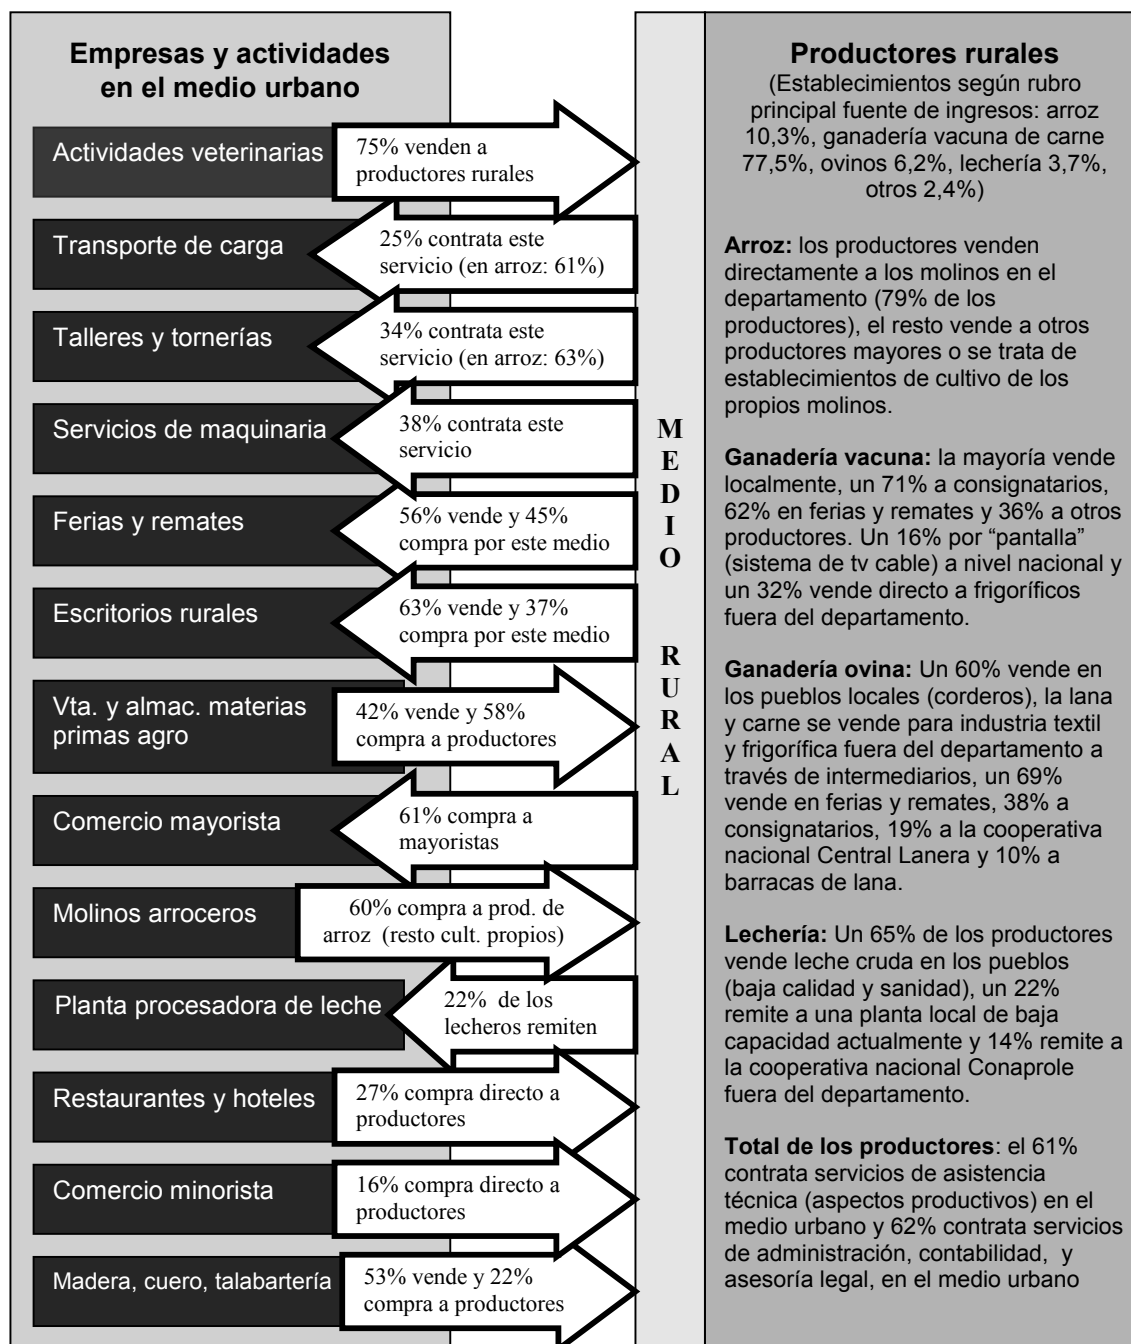 Empresas y actividades
en el medio urbano
Actividades veterinarias
75% venden a
productores rurales
Transporte de carga
25% contrata este
servicio (en arroz: 61%)
Talleres y tornerías
34% contrata este
servicio (en arroz: 63%)
Servicios de maquinaria
38% contrata este
servicio
Ferias y remates
56% vende y 45%
compra por este medio
Escritorios rurales
63% vende y 37%
compra por este medio
Vta. y almac. materias
primas agro
42% vende y 58%
compra a productores
Comercio mayorista
61% compra a
mayoristas
Molinos arroceros
60% compra a prod. de
arroz (resto cult. propios)
Planta procesadora de leche
22% de los
lecheros remiten
Restaurantes y hoteles
27% compra directo a
productores
Comercio minorista
16% compra directo a
productores
Madera, cuero, talabartería
53% vende y 22%
compra a productores
M
E
D
I
O
R
U
R
A
L
Productores rurales
(Establecimientos según rubro
principal fuente de ingresos: arroz
10,3%, ganadería vacuna de carne
77,5%, ovinos 6,2%, lechería 3,7%,
otros 2,4%)
Arroz: los productores venden
directamente a los molinos en el
departamento (79% de los
productores), el resto vende a otros
productores mayores o se trata de
establecimientos de cultivo de los
propios molinos.
Ganadería vacuna: la mayoría vende
localmente, un 71% a consignatarios,
62% en ferias y remates y 36% a otros
productores. Un 16% por “pantalla”
(sistema de tv cable) a nivel nacional y
un 32% vende directo a frigoríficos
fuera del departamento.
Ganadería ovina: Un 60% vende en
los pueblos locales (corderos), la lana
y carne se vende para industria textil
y frigorífica fuera del departamento a
través de intermediarios, un 69%
vende en ferias y remates, 38% a
consignatarios, 19% a la cooperativa
nacional Central Lanera y 10% a
barracas de lana.
Lechería: Un 65% de los productores
vende leche cruda en los pueblos
(baja calidad y sanidad), un 22%
remite a una planta local de baja
capacidad actualmente y 14% remite a
la cooperativa nacional Conaprole
fuera del departamento.
Total de los productores: el 61%
contrata servicios de asistencia
técnica (aspectos productivos) en el
medio urbano y 62% contrata servicios
de administración, contabilidad, y
asesoría legal, en el medio urbano